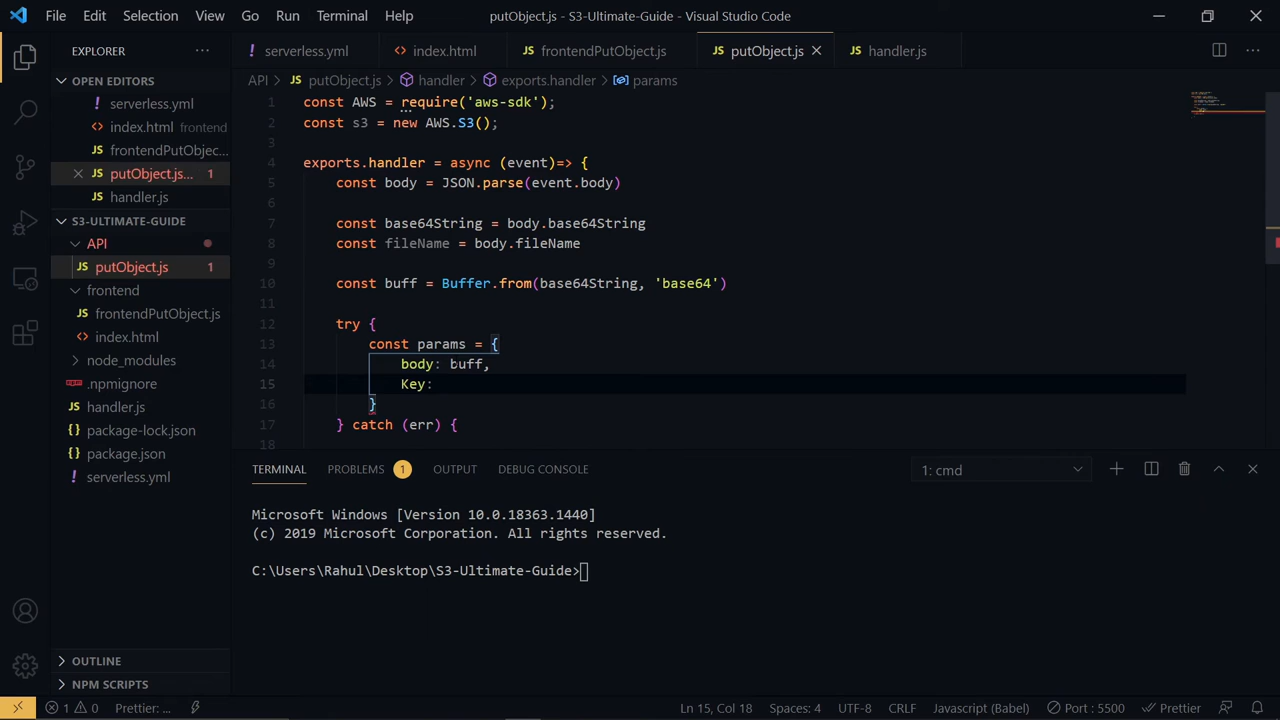 File Edit Selection View Go Run Terminal Help putObject.js - S3-Ultimate-Guide - Visual Studio Code
EXPLORER
OPEN EDITORS
serverless.yml
index.html frontend
frontendPutObjec...
putObject.js... 1
handler.js
S3-ULTIMATE-GUIDE
API
putObject.js 1
frontend
frontendPutObject.js
index.html
node_modules
.npmignore
handler.js
package-lock.json
package.json
serverless.yml
OUTLINE
NPM SCRIPTS
serverless.yml index.html frontendPutObject.js putObject.js handler.js
API > putObject.js > handler > exports.handler > params
1 const AWS = require('aws-sdk');
2 const s3 = new AWS.S3();
3
4 exports.handler = async (event)=> {
5 const body = JSON.parse(event.body)
6
7 const base64String = body.base64String
8 const fileName = body.fileName
9
10 const buff = Buffer.from(base64String, 'base64')
11
12 try {
13 const params = {
14 body: buff,
15 Key:
16 }
17 } catch (err) {
18
TERMINAL PROBLEMS 1 OUTPUT DEBUG CONSOLE 1: cmd
Microsoft Windows [Version 10.0.18363.1440]
(c) 2019 Microsoft Corporation. All rights reserved.
C:\Users\Rahul\Desktop\S3-Ultimate-Guide>
1 0 Prettier: ... Ln 15, Col 18 Spaces: 4 UTF-8 CRLF Javascript (Babel) Port : 5500 Prettier